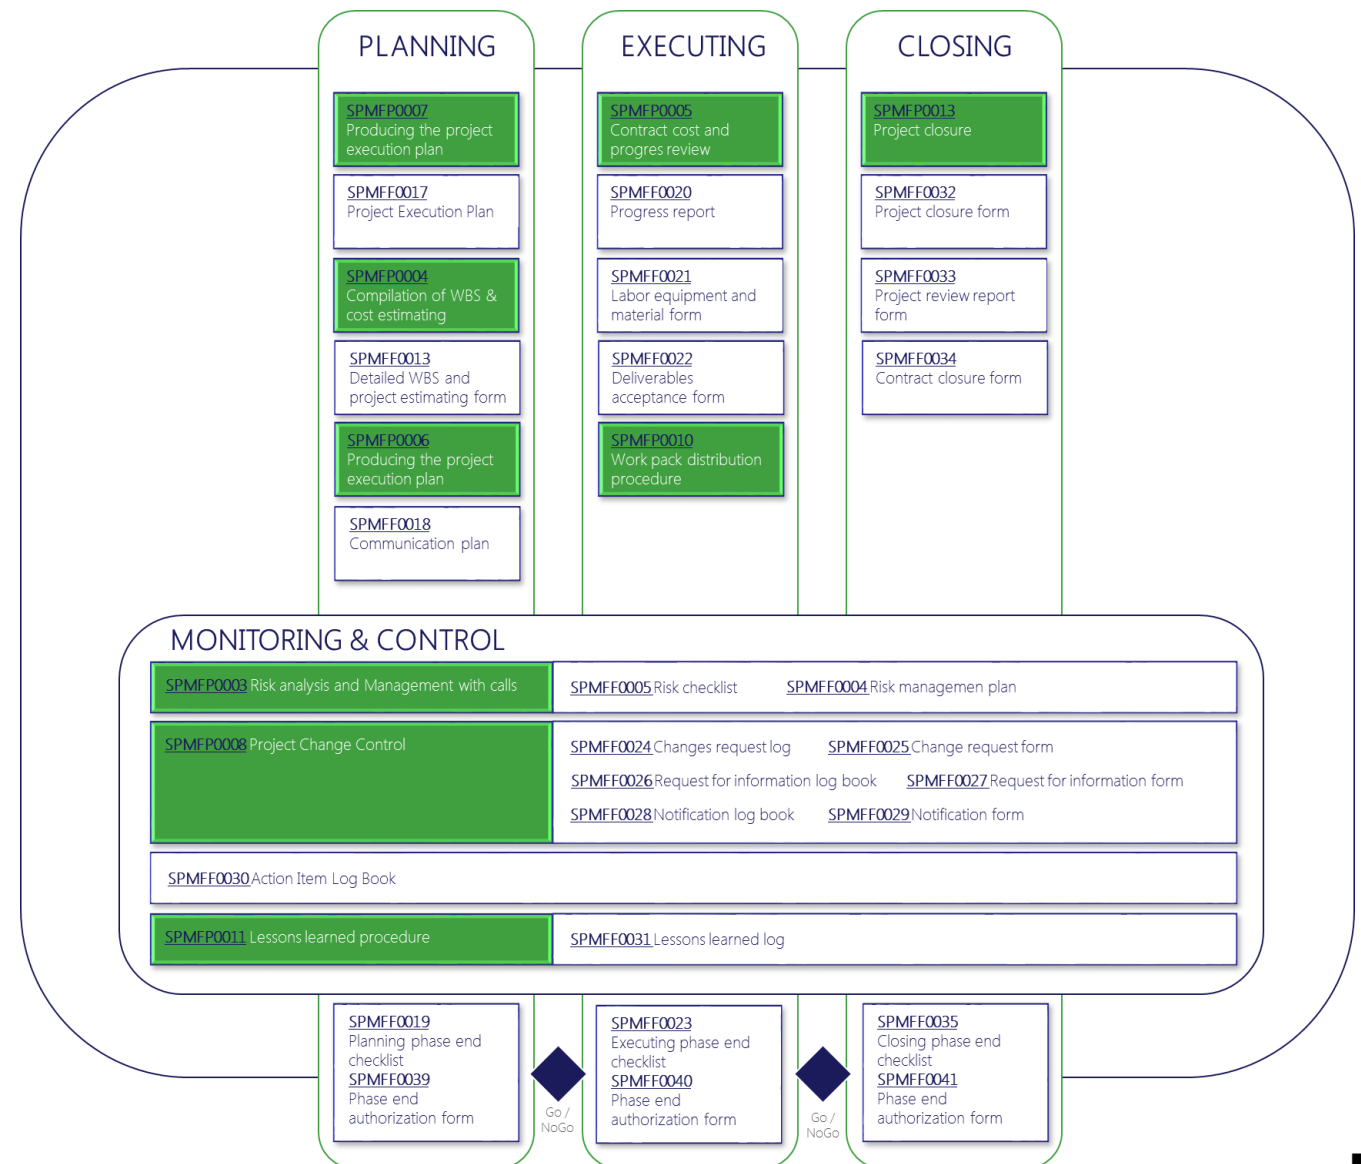 PLANNING
SPMFP0007
Producing the project
execution plan
SPMFF0017
Project Execution Plan
SPMFP0004
Compilation of WBS &
cost estimating
SPMFF0013
Detailed WBS and
project estimating form
SPMFP0006
Producing the project
execution plan
SPMFF0018
Communication plan
EXECUTING
SPMFP0005
Contract cost and
progres review
SPMFF0020
Progress report
SPMFF0021
Labor equipment and
material form
SPMFF0022
Deliverables
acceptance form
SPMFP0010
Work pack distribution
procedure
CLOSING
SPMFP0013
Project closure
SPMFF0032
Project closure form
SPMFF0033
Project review report
form
SPMFF0034
Contract closure form
MONITORING & CONTROL
SPMFP0003 Risk analysis and Management with calls
SPMFF0005 Risk checklist SPMFF0004 Risk managemen plan
SPMFP0008 Project Change Control
SPMFF0024 Changes request log SPMFF0025 Change request form
SPMFF0026 Request for information log book SPMFF0027 Request for information form
SPMFF0028 Notification log book SPMFF0029 Notification form
SPMFF0030 Action Item Log Book
SPMFP0011 Lessons learned procedure
SPMFF0031 Lessons learned log
SPMFF0019
Planning phase end
checklist
SPMFF0039
Phase end
authorization form
Go /
NoGo
SPMFF0023
Executing phase end
checklist
SPMFF0040
Phase end
authorization form
Go /
NoGo
SPMFF0035
Closing phase end
checklist
SPMFF0041
Phase end
authorization form